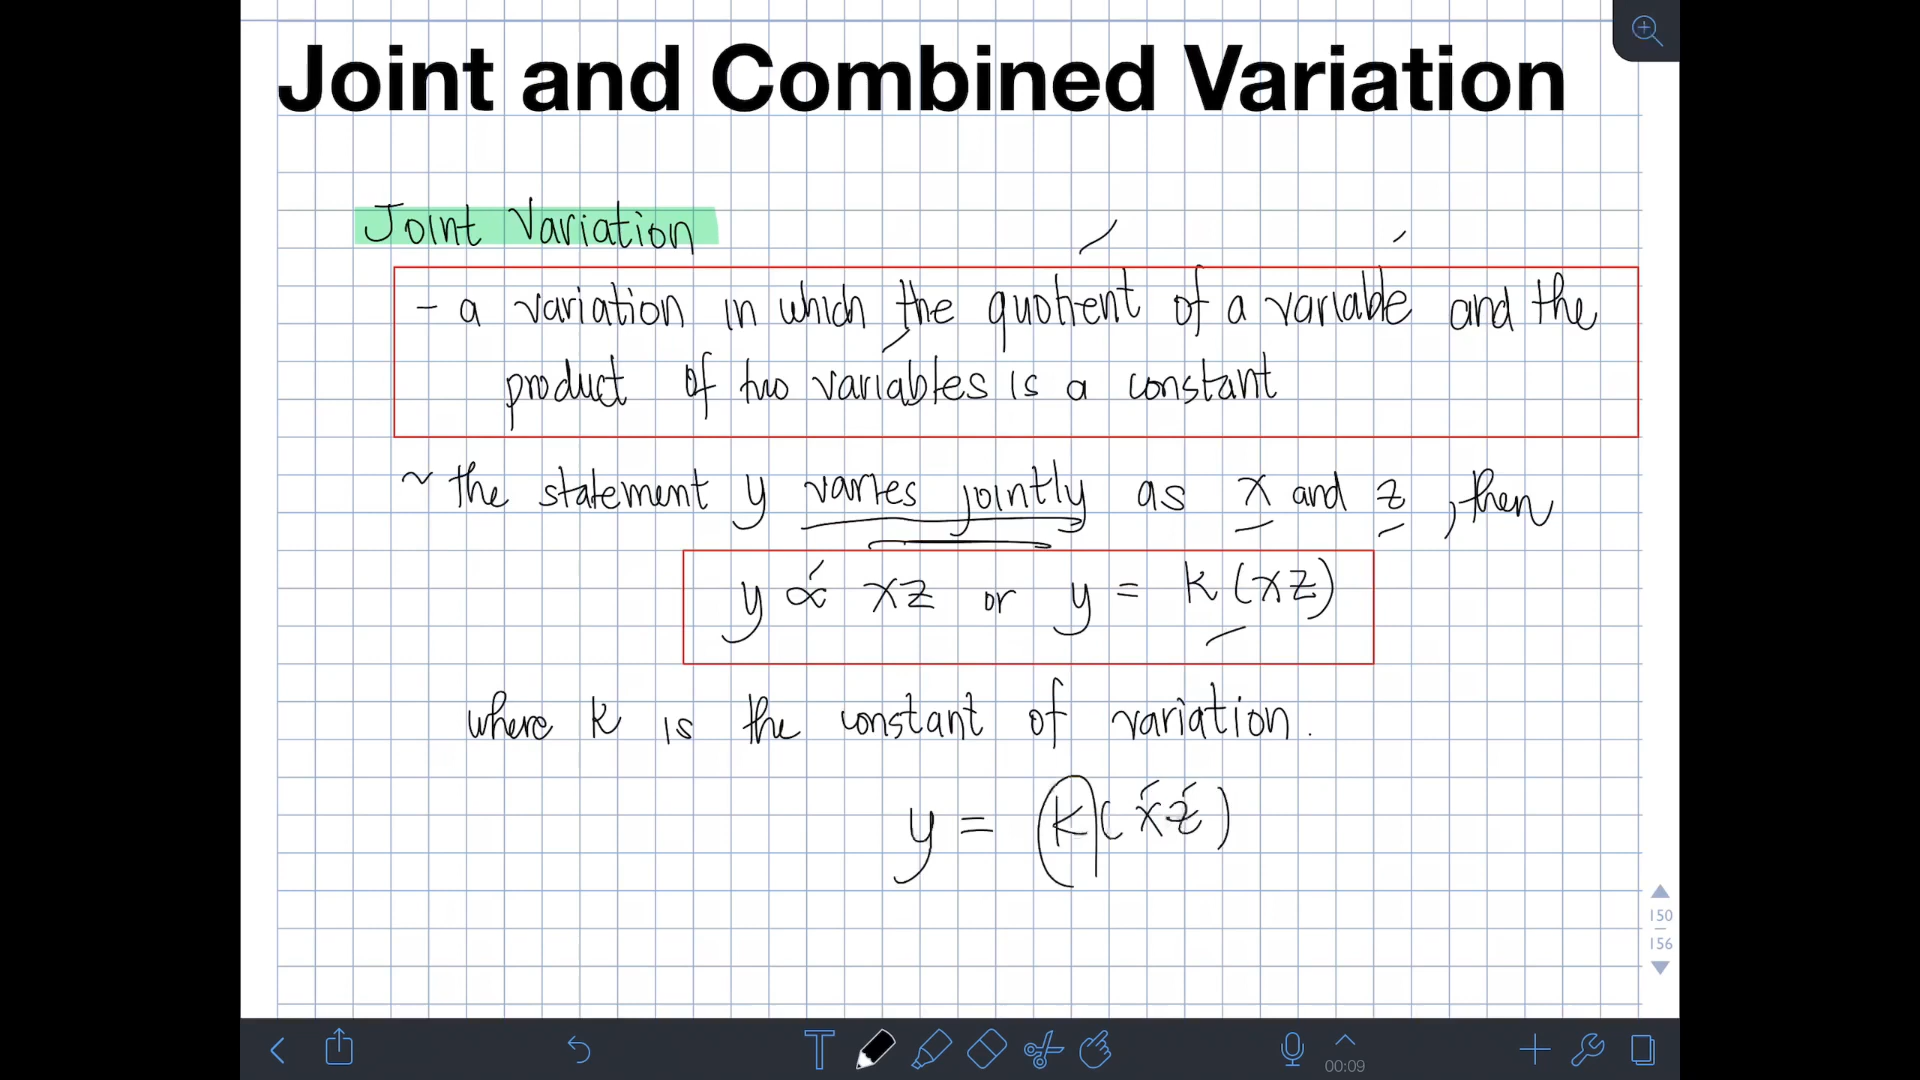 Joint and Combined Variation
Joint Variation
- a variation in which the quotient of a variable and the
product of two variables is a constant
~ the statement y varies jointly as x and z, then
y ∝ xz or y = k(xz)
where k is the constant of variation.
y = k(xz)
150
156
T
00:09